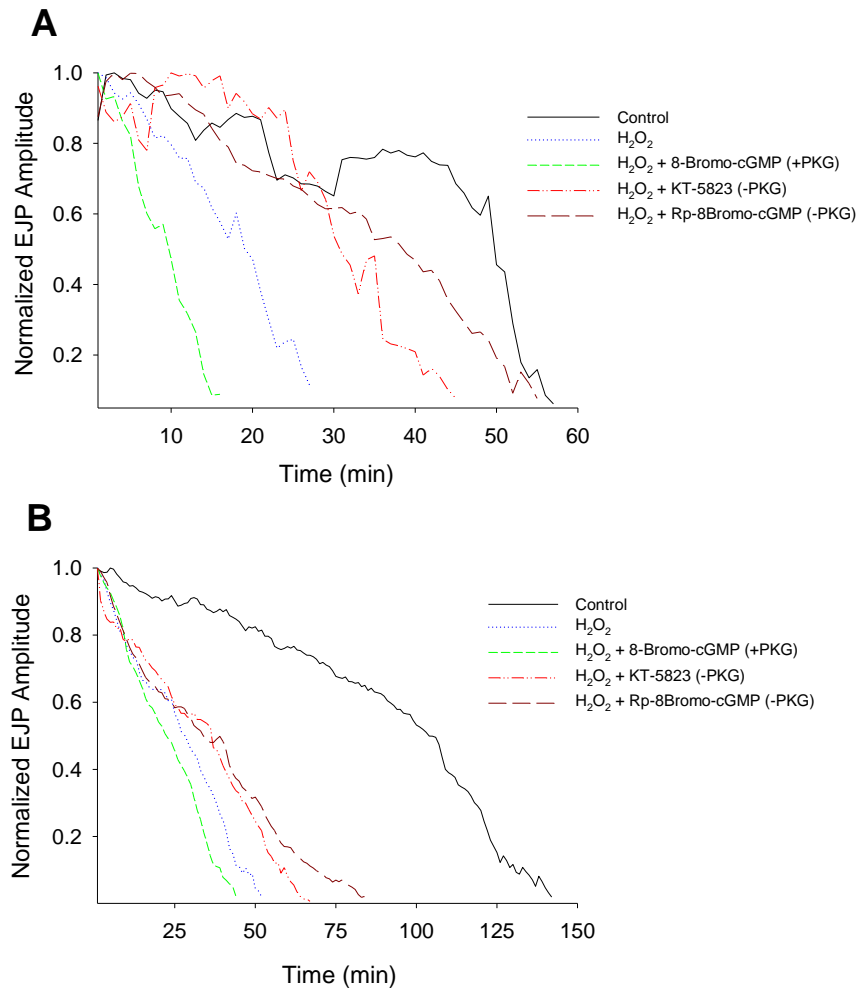 A
Normalized EJP Amplitude
1.0
0.8
0.6
0.4
0.2
10 20 30 40 50 60
Time (min)
Control
H₂O₂
H₂O₂ + 8-Bromo-cGMP (+PKG)
H₂O₂ + KT-5823 (-PKG)
H₂O₂ + Rp-8Bromo-cGMP (-PKG)
B
Normalized EJP Amplitude
1.0
0.8
0.6
0.4
0.2
25 50 75 100 125 150
Time (min)
Control
H₂O₂
H₂O₂ + 8-Bromo-cGMP (+PKG)
H₂O₂ + KT-5823 (-PKG)
H₂O₂ + Rp-8Bromo-cGMP (-PKG)